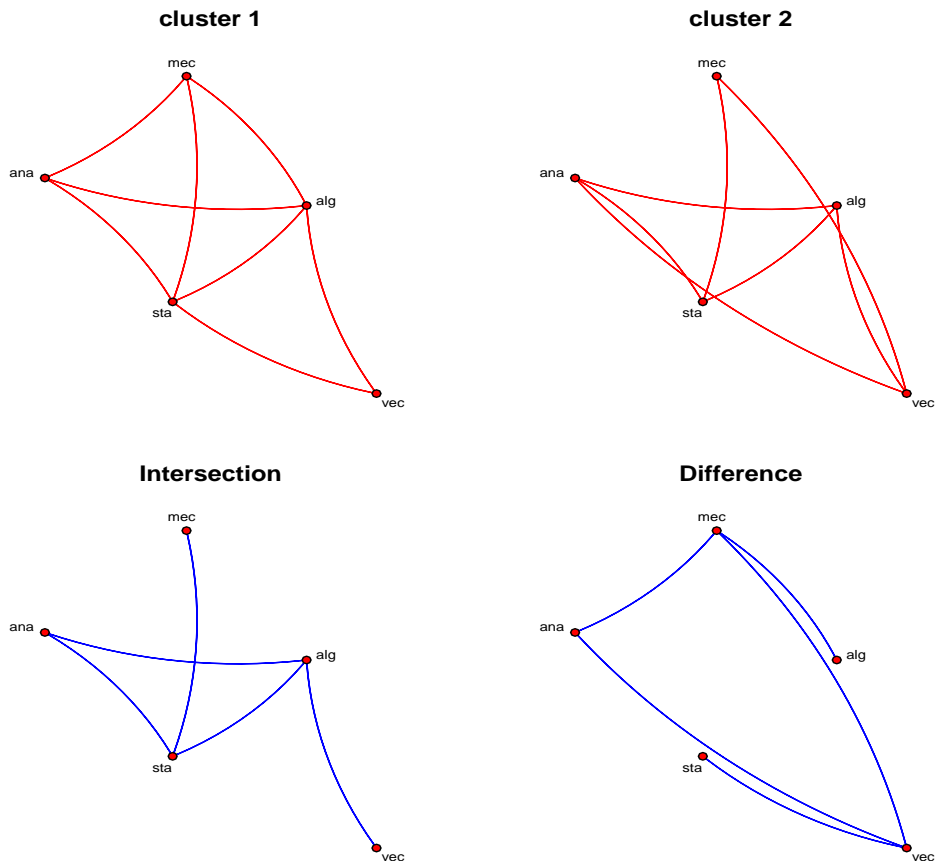 cluster 1
mec
ana
alg
sta
vec
cluster 2
mec
ana
alg
sta
vec
Intersection
mec
ana
alg
sta
vec
Difference
mec
ana
alg
sta
vec